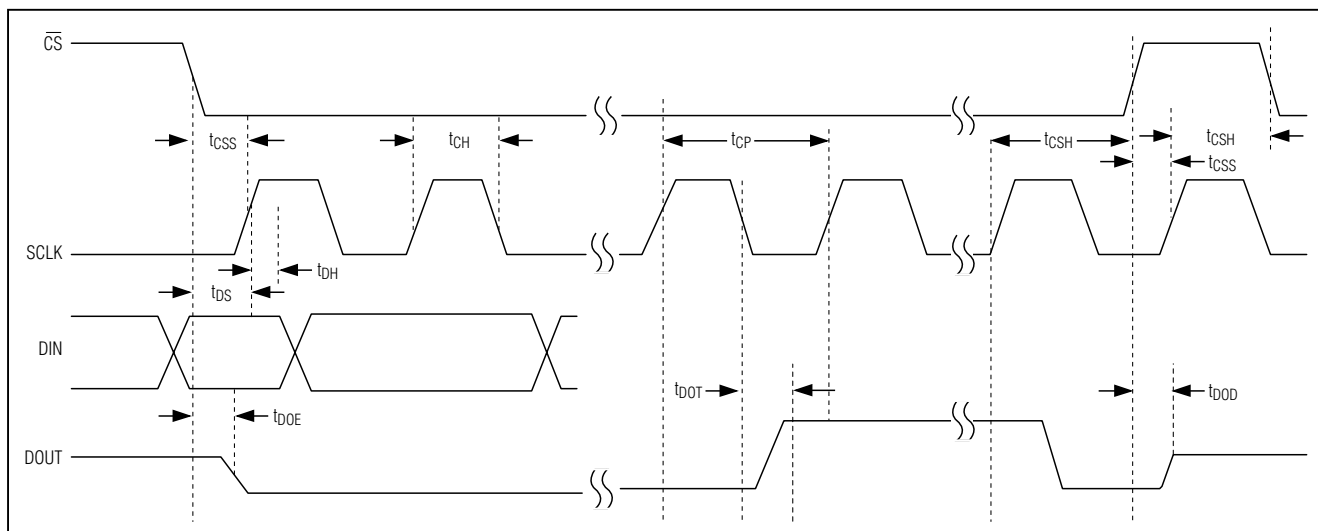 CS
tCSS
tCH
tCP
tCSH
tCSH
tCSS
SCLK
tDH
tDS
DIN
tDOT
tDOE
tDOD
DOUT